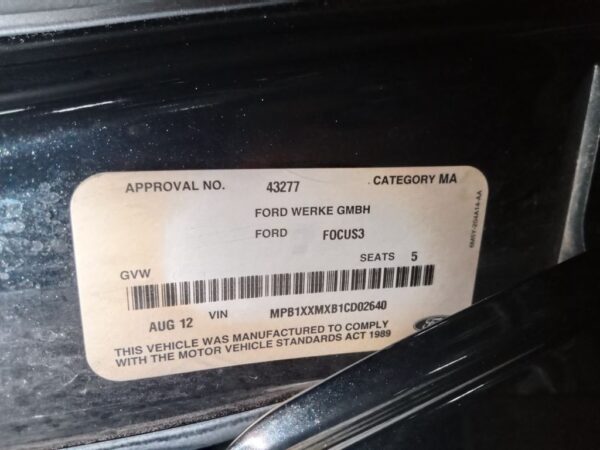 APPROVAL NO. 43277 CATEGORY MA
FORD WERKE GMBH
FORD FOCUS3
SEATS 5
GVW
AUG 12 VIN MPB1XXMXB1CD02640
THIS VEHICLE WAS MANUFACTURED TO COMPLY
WITH THE MOTOR VEHICLE STANDARDS ACT 1989